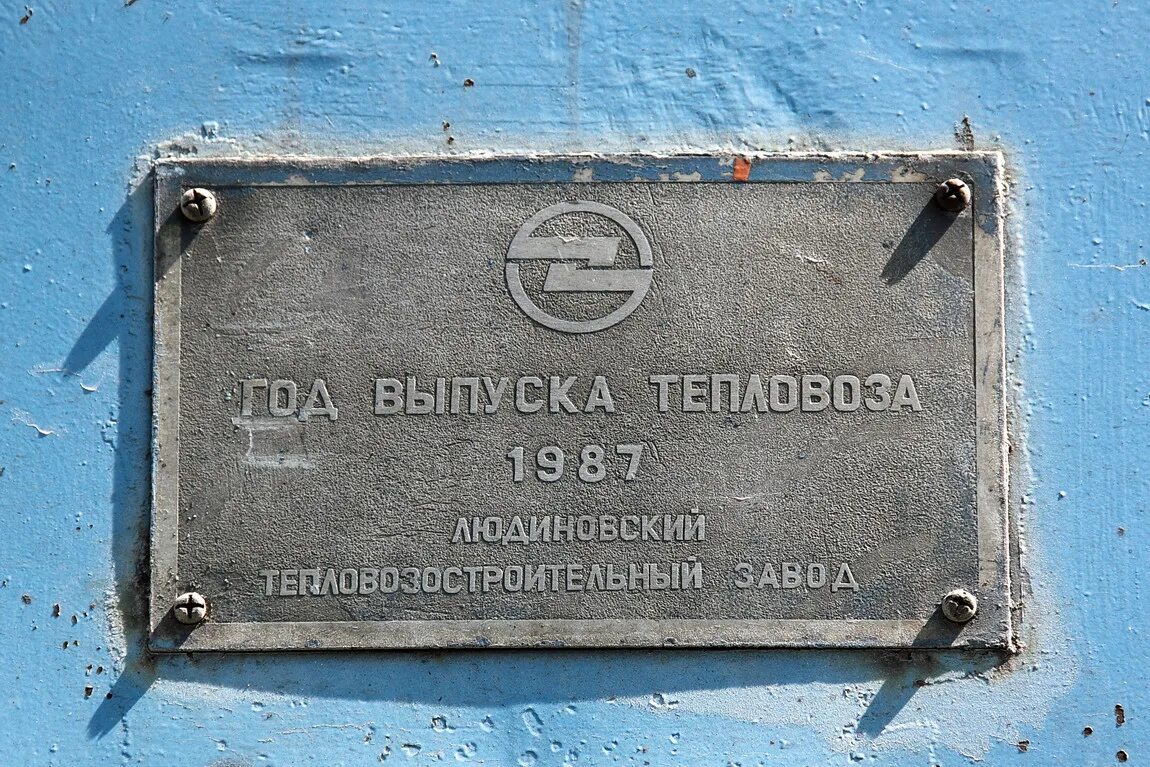 ГОД ВЫПУСКА ТЕПЛОВОЗА
1987
ЛЮДИНОВСКИЙ
ТЕПЛОВОЗОСТРОИТЕЛЬНЫЙ ЗАВОД